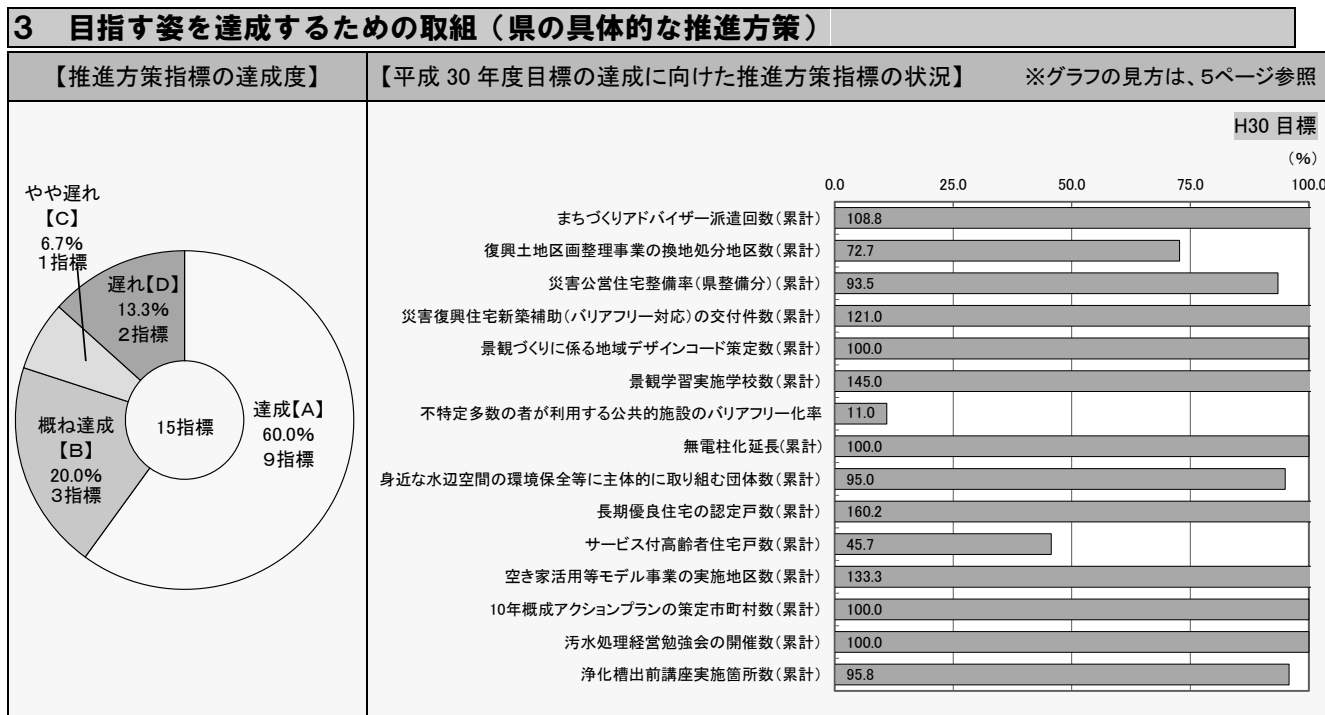 3 目指す姿を達成するための取組（県の具体的な推進方策）
【推進方策指標の達成度】
【平成 30 年度目標の達成に向けた推進方策指標の状況】 ※グラフの見方は、5ページ参照
やや遅れ
【C】
6.7%
1指標
遅れ【D】
13.3%
2指標
概ね達成
【B】
20.0%
3指標
15指標
達成【A】
60.0%
9指標
H30 目標
(%)
0.0 25.0 50.0 75.0 100.0
まちづくりアドバイザー派遣回数(累計) 108.8
復興土地区画整理事業の換地処分地区数(累計) 72.7
災害公営住宅整備率(県整備分)(累計) 93.5
災害復興住宅新築補助(バリアフリー対応)の交付件数(累計) 121.0
景観づくりに係る地域デザインコード策定数(累計) 100.0
景観学習実施学校数(累計) 145.0
不特定多数の者が利用する公共的施設のバリアフリー化率 11.0
無電柱化延長(累計) 100.0
身近な水辺空間の環境保全等に主体的に取り組む団体数(累計) 95.0
長期優良住宅の認定戸数(累計) 160.2
サービス付高齢者住宅戸数(累計) 45.7
空き家活用等モデル事業の実施地区数(累計) 133.3
10年概成アクションプランの策定市町村数(累計) 100.0
汚水処理経営勉強会の開催数(累計) 100.0
浄化槽出前講座実施箇所数(累計) 95.8